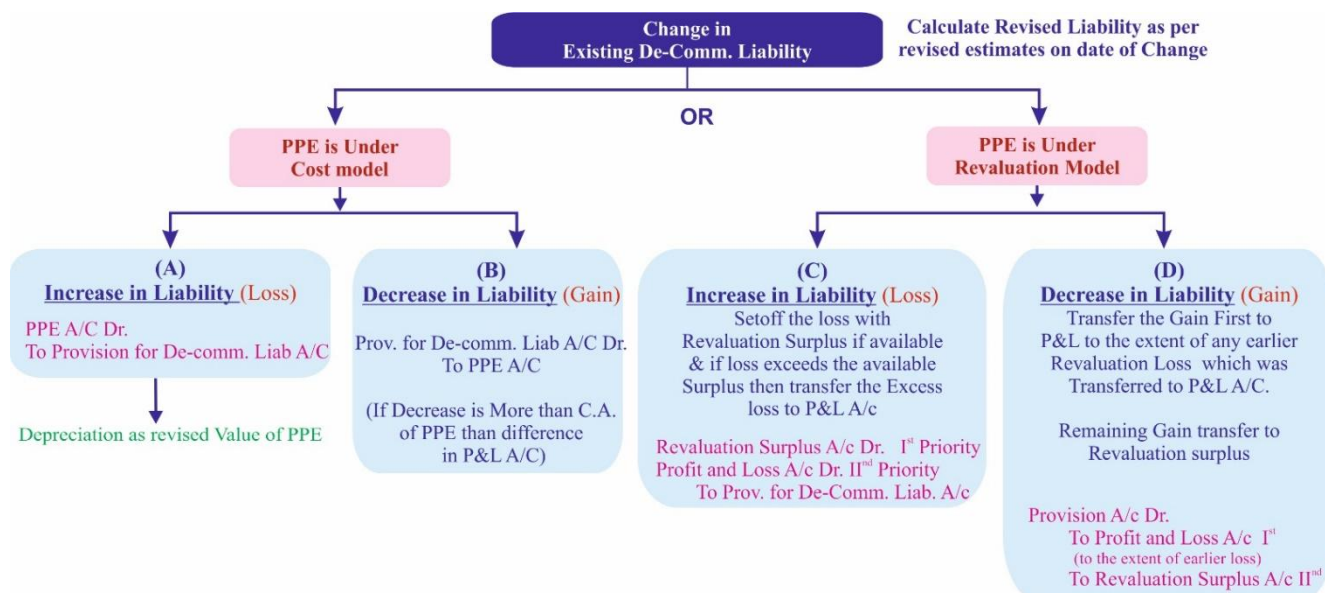 Change in
Existing De-Comm. Liability
Calculate Revised Liability as per
revised estimates on date of Change
OR
PPE is Under
Cost model
PPE is Under
Revaluation Model
(A)
Increase in Liability (Loss)
PPE A/C Dr.
To Provision for De-comm. Liab A/C
Depreciation as revised Value of PPE
(B)
Decrease in Liability (Gain)
Prov. for De-comm. Liab A/C Dr.
To PPE A/C
(If Decrease is More than C.A.
of PPE than difference
in P&L A/C)
(C)
Increase in Liability (Loss)
Setoff the loss with
Revaluation Surplus if available
& if loss exceeds the available
Surplus then transfer the Excess
loss to P&L A/c
Revaluation Surplus A/c Dr. Ist Priority
Profit and Loss A/c Dr. IInd Priority
To Prov. for De-Comm. Liab. A/c
(D)
Decrease in Liability (Gain)
Transfer the Gain First to
P&L to the extent of any earlier
Revaluation Loss which was
Transferred to P&L A/C.
Remaining Gain transfer to
Revaluation surplus
Provision A/c Dr.
To Profit and Loss A/c Ist
(to the extent of earlier loss)
To Revaluation Surplus A/c IInd